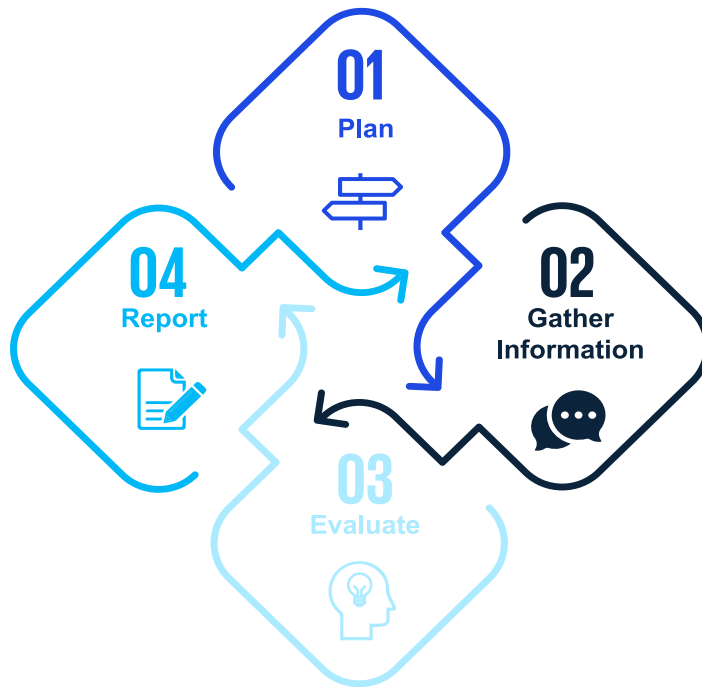 01
Plan
02
Gather
Information
03
Evaluate
04
Report